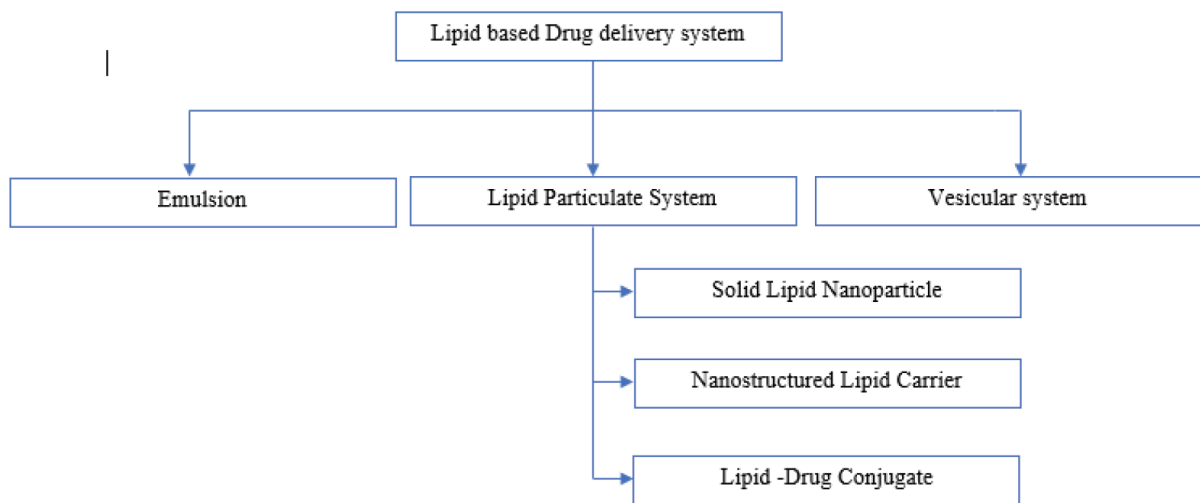 Lipid based Drug delivery system
Emulsion
Lipid Particulate System
Vesicular system
Solid Lipid Nanoparticle
Nanostructured Lipid Carrier
Lipid -Drug Conjugate